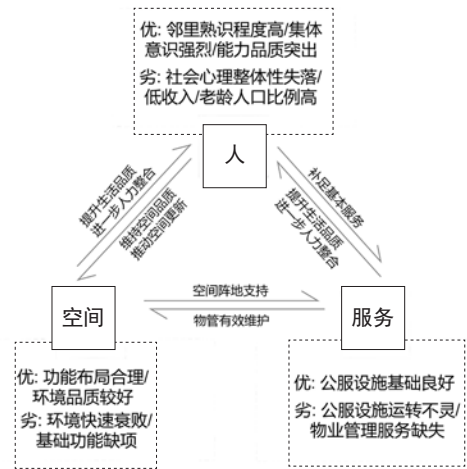 优: 邻里熟识程度高/集体
意识强烈/能力品质突出
劣: 社会心理整体性失落/
低收入/老龄人口比例高
人
提升生活品质
进一步人力整合
维持空间品质
推动空间更新
补足基本服务
提升生活品质
进一步人力整合
空间
空间阵地支持
物管有效维护
服务
优: 功能布局合理/
环境品质较好
劣: 环境快速衰败/
基础功能缺项
优: 公服设施基础良好
劣: 公服设施运转不灵/
物业管理服务缺失